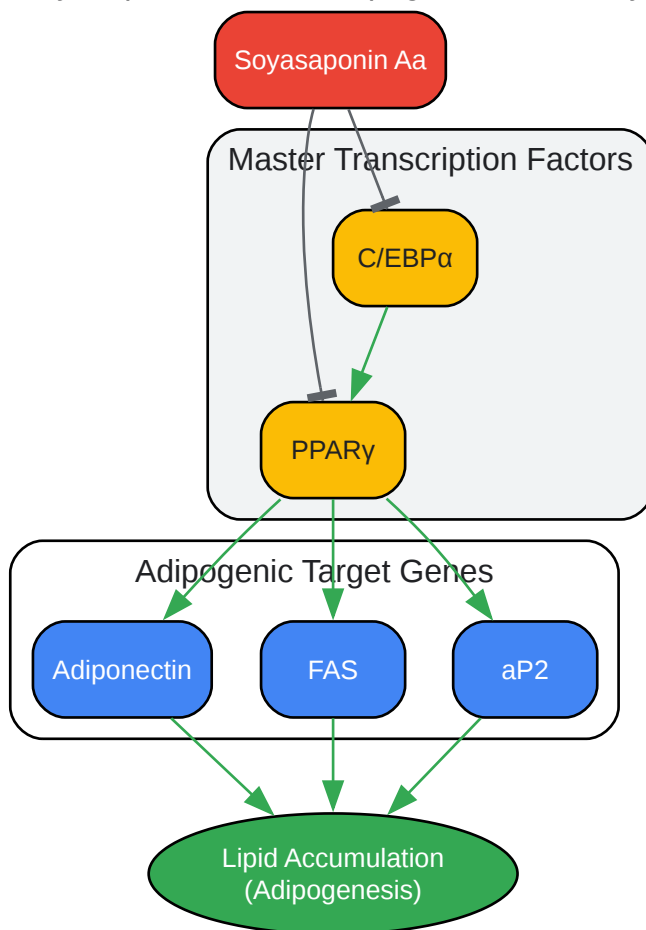 Soyasaponin Aa
Master Transcription Factors
C/EBPα
PPARγ
Adipogenic Target Genes
Adiponectin
FAS
aP2
Lipid Accumulation
(Adipogenesis)